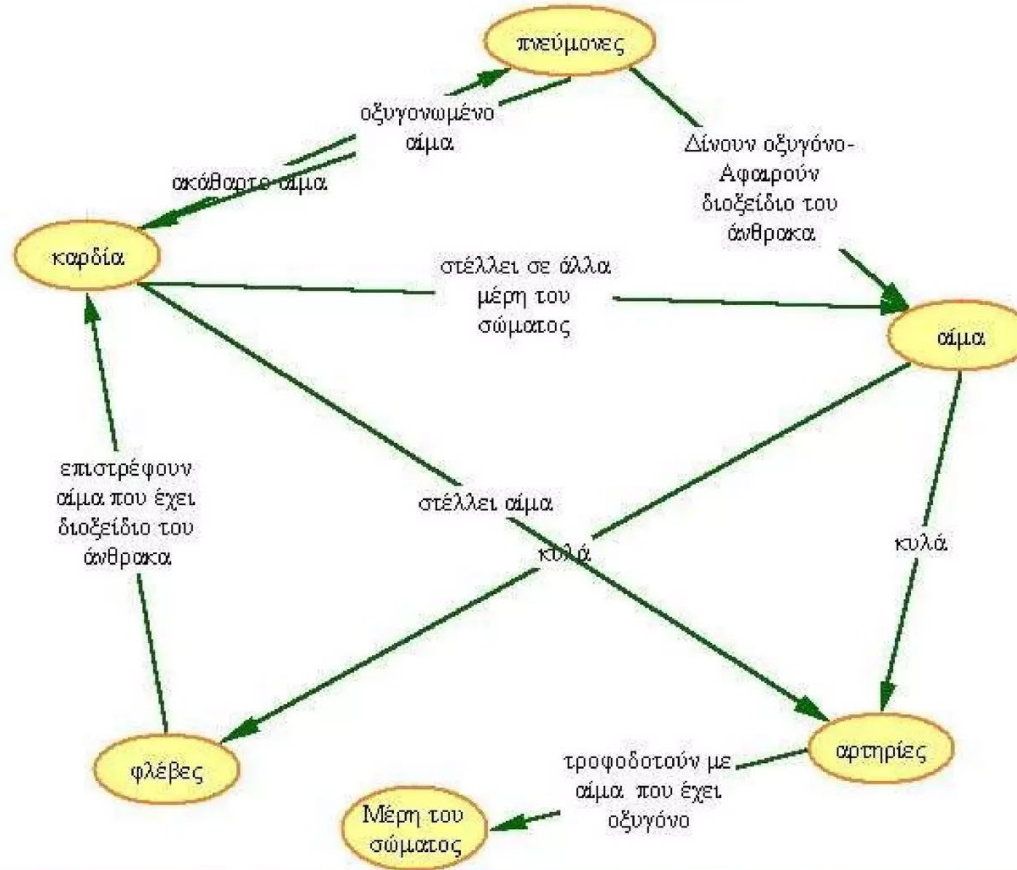 πνεύμονες
οξυγονωμένο
αίμα
Δίνουν οξυγόνο-
Αφαιρούν
διοξείδιο του
άνθρακα
ακάθαρτο αίμα
καρδία
στέλλει σε άλλα
μέρη του
σώματος
αίμα
επιστρέφουν
αίμα που έχει
διοξείδιο του
άνθρακα
στέλλει αίμα
κυλά
κυλά
φλέβες
τροφοδοτούν με
αίμα που έχει
οξυγόνο
αρτηρίες
Μέρη του
σώματος